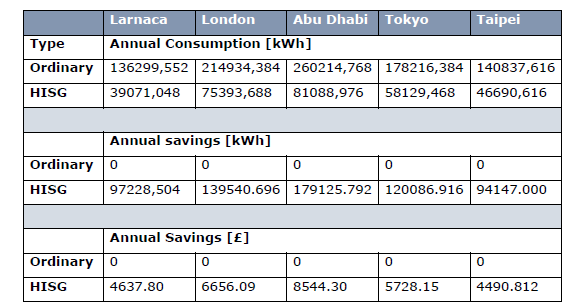 Larnaca London Abu Dhabi Tokyo Taipei
Type Annual Consumption [kWh]
Ordinary 136299,552 214934,384 260214,768 178216,384 140837,616
HISG 39071,048 75393,688 81088,976 58129,468 46690,616
Annual savings [kWh]
Ordinary 0 0 0 0 0
HISG 97228,504 139540.696 179125.792 120086.916 94147.000
Annual Savings [£]
Ordinary 0 0 0 0 0
HISG 4637.80 6656.09 8544.30 5728.15 4490.812